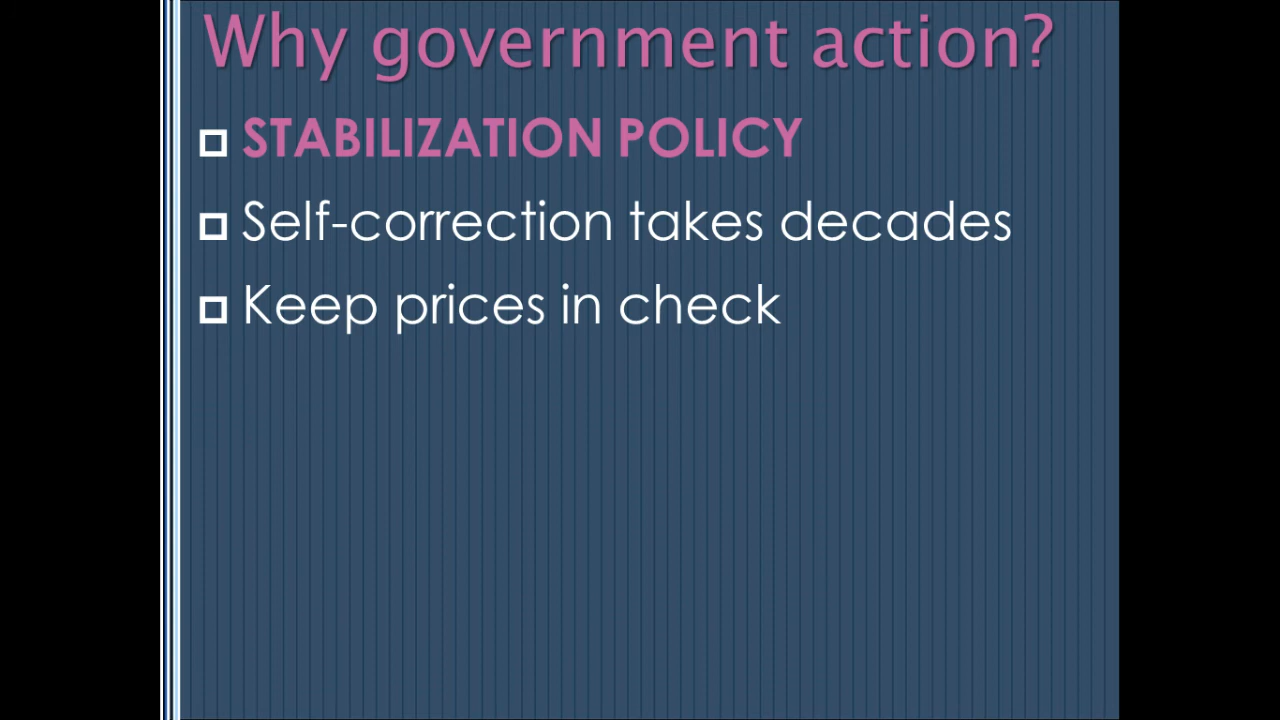 Why government action?
STABILIZATION POLICY
Self-correction takes decades
Keep prices in check